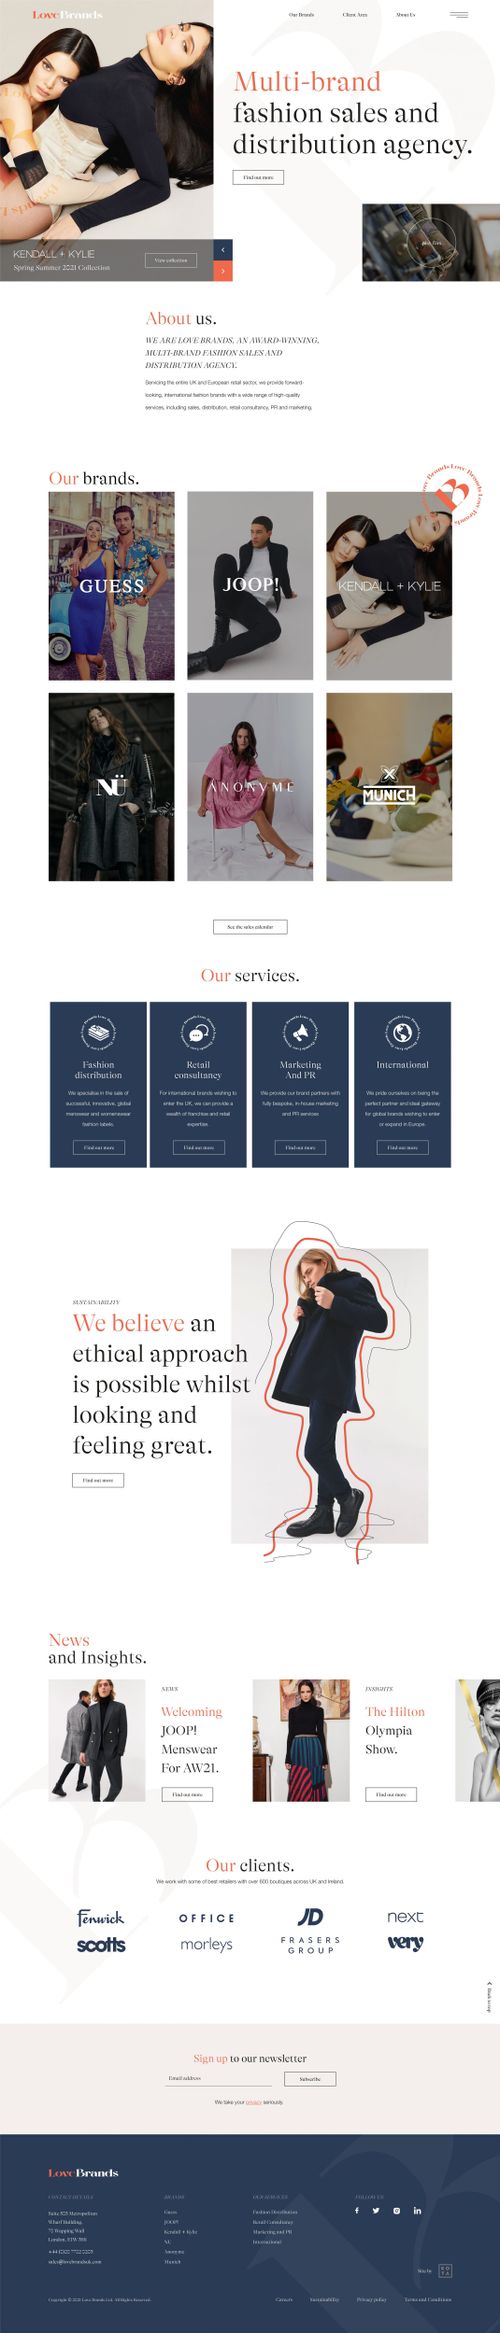 LoveBrands
Our Brands
Client Area
About Us
Multi-brand
fashion sales and
distribution agency.
Find out more
KENDALL + KYLIE
Spring Summer 2021 Collection
View collection
About us.
WE ARE LOVE BRANDS, AN AWARD-WINNING,
MULTI-BRAND FASHION SALES AND
DISTRIBUTION AGENCY.
Servicing the entire UK and European retail sector, we provide forward-
looking, international fashion brands with a wide range of high-quality
services, including sales, distribution, retail consultancy, PR and marketing.
Our brands.
Love Brands Love Brands Love Brands
GUESS
JOOP!
KENDALL + KYLIE
NÜ
ANONYME
MUNICH
See the sales calendar
Our services.
Fashion
distribution
We specialise in the sale of
successful, innovative, global
menswear and womenswear
fashion labels.
Find out more
Retail
consultancy
For international brands wishing to
enter the UK, we can provide a
wealth of franchise and retail
expertise.
Find out more
Marketing
And PR
We provide our brand partners with
fully bespoke, in-house marketing
and PR services
Find out more
International
We pride ourselves on being the
perfect partner and ideal gateway
for global brands wishing to enter
or expand in Europe.
Find out more
SUSTAINABILITY
We believe an
ethical approach
is possible whilst
looking and
feeling great.
Find out more
News
and Insights.
NEWS
Welcoming
JOOP!
Menswear
For AW21.
Find out more
INSIGHTS
The Hilton
Olympia
Show.
Find out more
Our clients.
We work with some of best retailers with over 600 boutiques across UK and Ireland.
Fenwick
OFFICE
JD
next
scotts
morleys
FRASERS
GROUP
very
Back to top
Sign up to our newsletter
Email address
Subscribe
We take your privacy seriously.
LoveBrands
CONTACT DETAILS
Suite 325 Metropolitan
Wharf Building,
70 Wapping Wall
London, E1W 3SS
sales@lovebrandsuk.com
BRANDS
Guess
JOOP!
Kendall + Kylie
NÜ
Anonyme
Munich
OUR SERVICES
Fashion Distribution
Retail Consultancy
Marketing and PR
International
FOLLOW US
Site by
Copyright © 2021 Love Brands Ltd. All Rights Reserved.
Careers
Sustainability
Privacy policy
Terms and Conditions